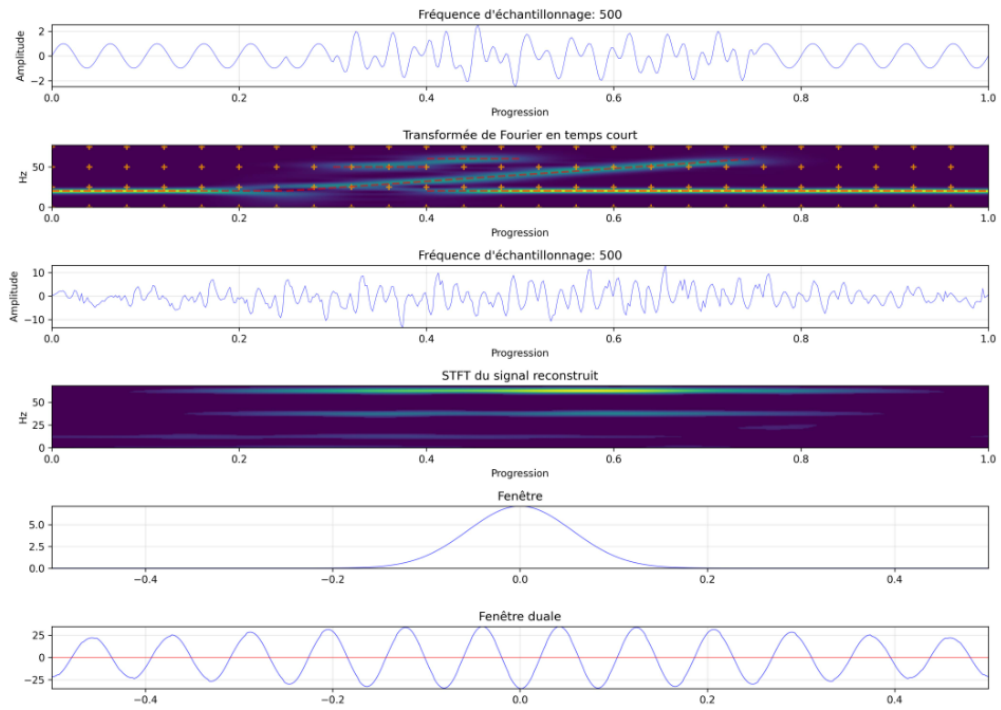 Fréquence d'échantillonnage: 500
Amplitude
2
0
−2
0.0 0.2 0.4 0.6 0.8 1.0
Progression
Transformée de Fourier en temps court
Hz
50
0
0.0 0.2 0.4 0.6 0.8 1.0
Progression
Fréquence d'échantillonnage: 500
Amplitude
10
0
−10
0.0 0.2 0.4 0.6 0.8 1.0
Progression
STFT du signal reconstruit
Hz
50
25
0
0.0 0.2 0.4 0.6 0.8 1.0
Progression
Fenêtre
5.0
2.5
0.0
−0.4 −0.2 0.0 0.2 0.4
Fenêtre duale
25
0
−25
−0.4 −0.2 0.0 0.2 0.4